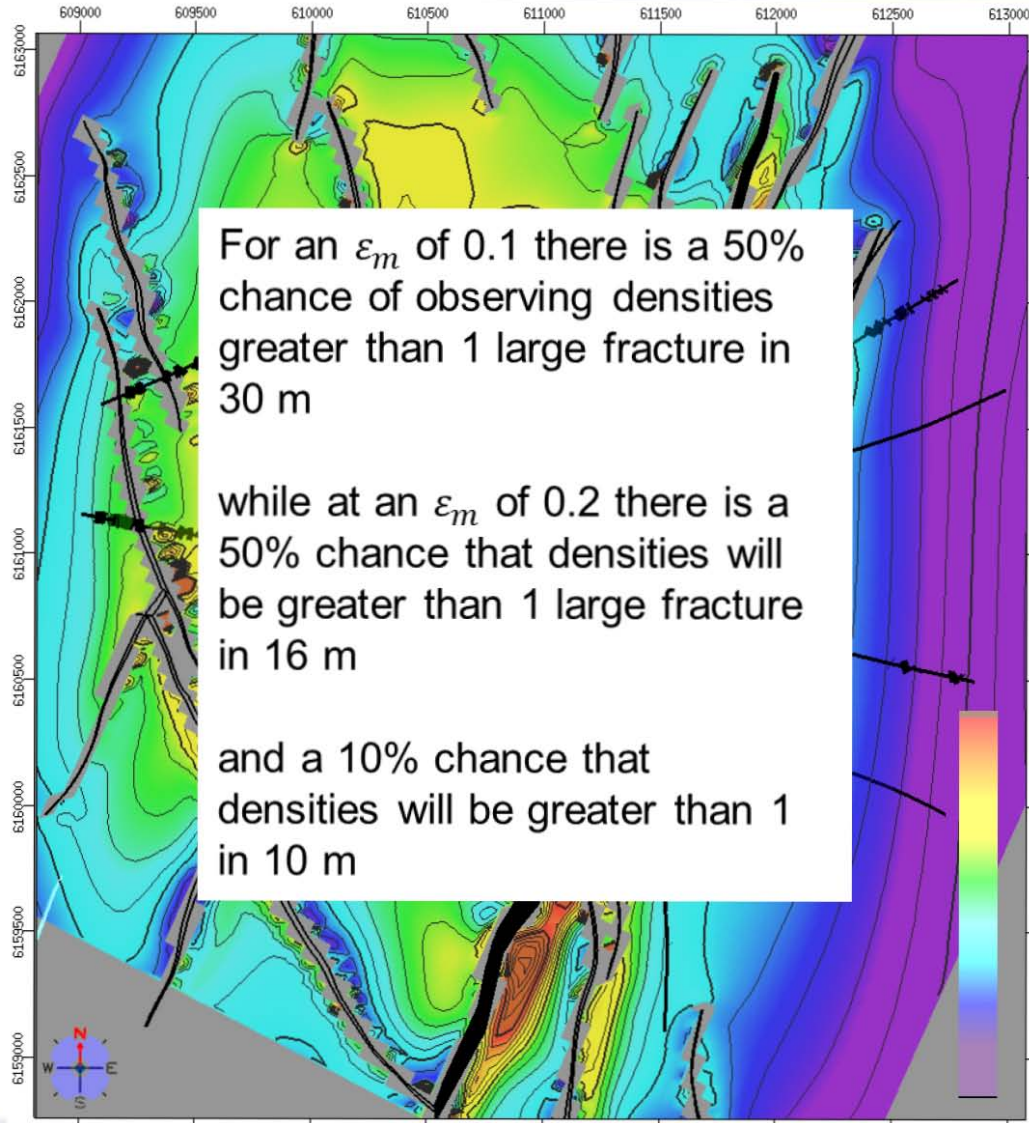 609000 609500 610000 610500 611000 611500 612000 612500 613000
6163000
6162500
6162000
6161500
6161000
6160500
6160000
6159500
6159000
For an εₘ of 0.1 there is a 50%
chance of observing densities
greater than 1 large fracture in
30 m
while at an εₘ of 0.2 there is a
50% chance that densities will
be greater than 1 large fracture
in 16 m
and a 10% chance that
densities will be greater than 1
in 10 m
N
W E
S